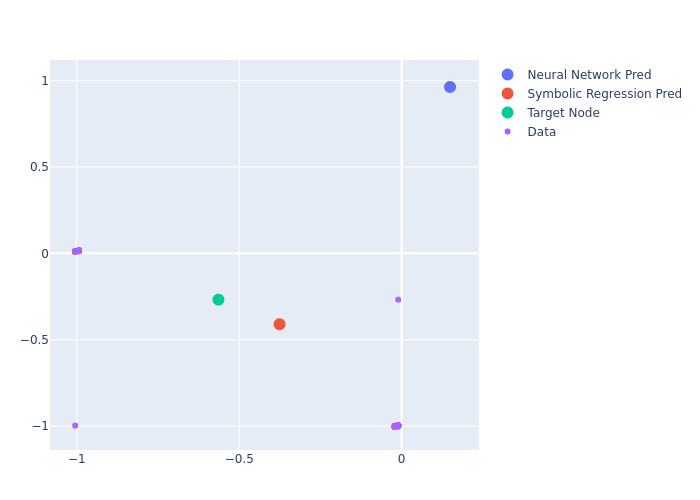 Neural Network Pred
Symbolic Regression Pred
Target Node
Data
1
0.5
0
−0.5
−1
−1
−0.5
0